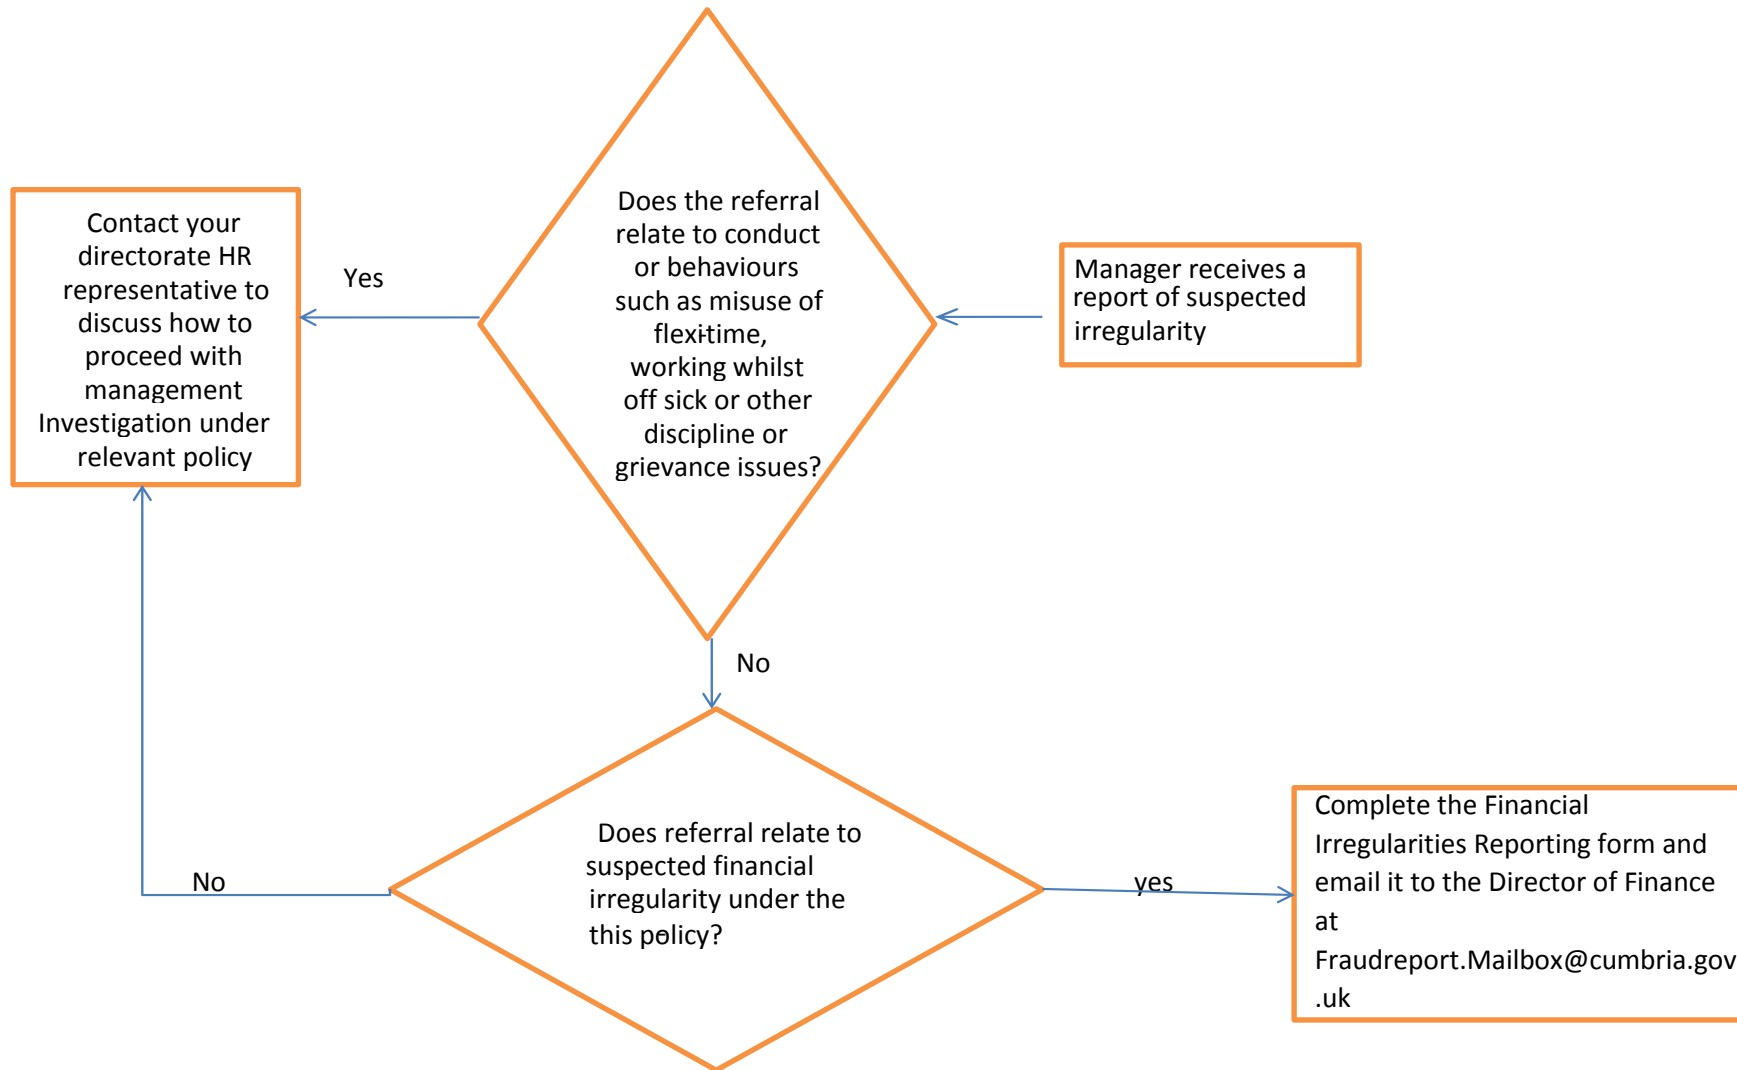 Does the referral
relate to conduct
or behaviours
such as misuse of
flexi-time,
working whilst
off sick or other
discipline or
grievance issues?
Contact your
directorate HR
representative to
discuss how to
proceed with
management
Investigation under
relevant policy
Yes
Manager receives a
report of suspected
irregularity
No
Does referral relate to
suspected financial
irregularity under the
this policy?
No
yes
Complete the Financial
Irregularities Reporting form and
email it to the Director of Finance
at
Fraudreport.Mailbox@cumbria.gov
.uk